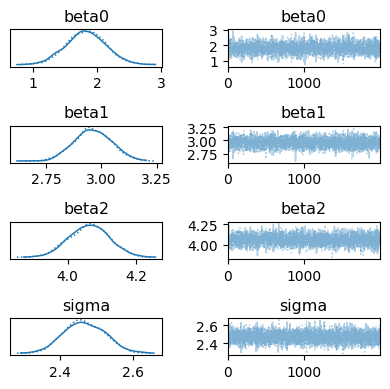 beta0 beta0
3
2
1
1 2 3 0 1000
beta1 beta1
3.25
3.00
2.75
2.75 3.00 3.25 0 1000
beta2 beta2
4.25
4.00
4.0 4.2 0 1000
sigma sigma
2.6
2.4
2.4 2.6 0 1000